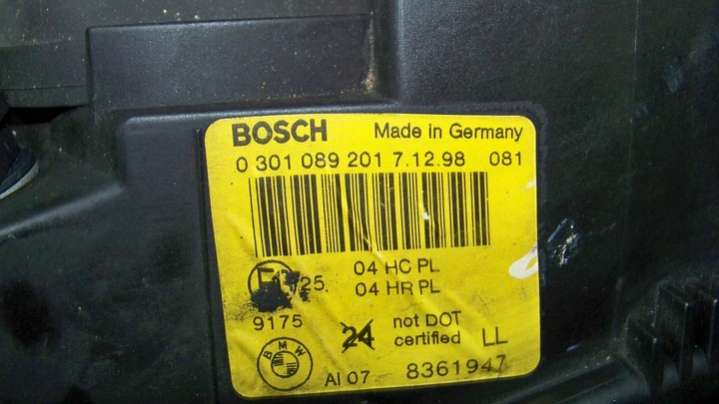 BOSCH Made in Germany
0 301 089 201 7.12.98 081
04 HC PL
25. 04 HR PL
9175
24 not DOT
certified LL
BMW
AI 07 8361947